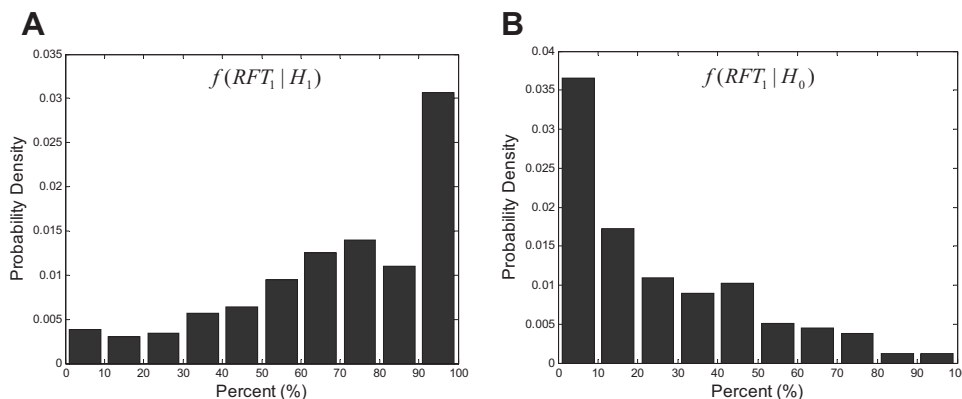 A
B
f(RFT₁ | H₁)
f(RFT₁ | H₀)
Probability Density
0.035
0.03
0.025
0.02
0.015
0.01
0.005
0
0 10 20 30 40 50 60 70 80 90 100
Percent (%)
Probability Density
0.04
0.035
0.03
0.025
0.02
0.015
0.01
0.005
0
0 10 20 30 40 50 60 70 80 90 10
Percent (%)